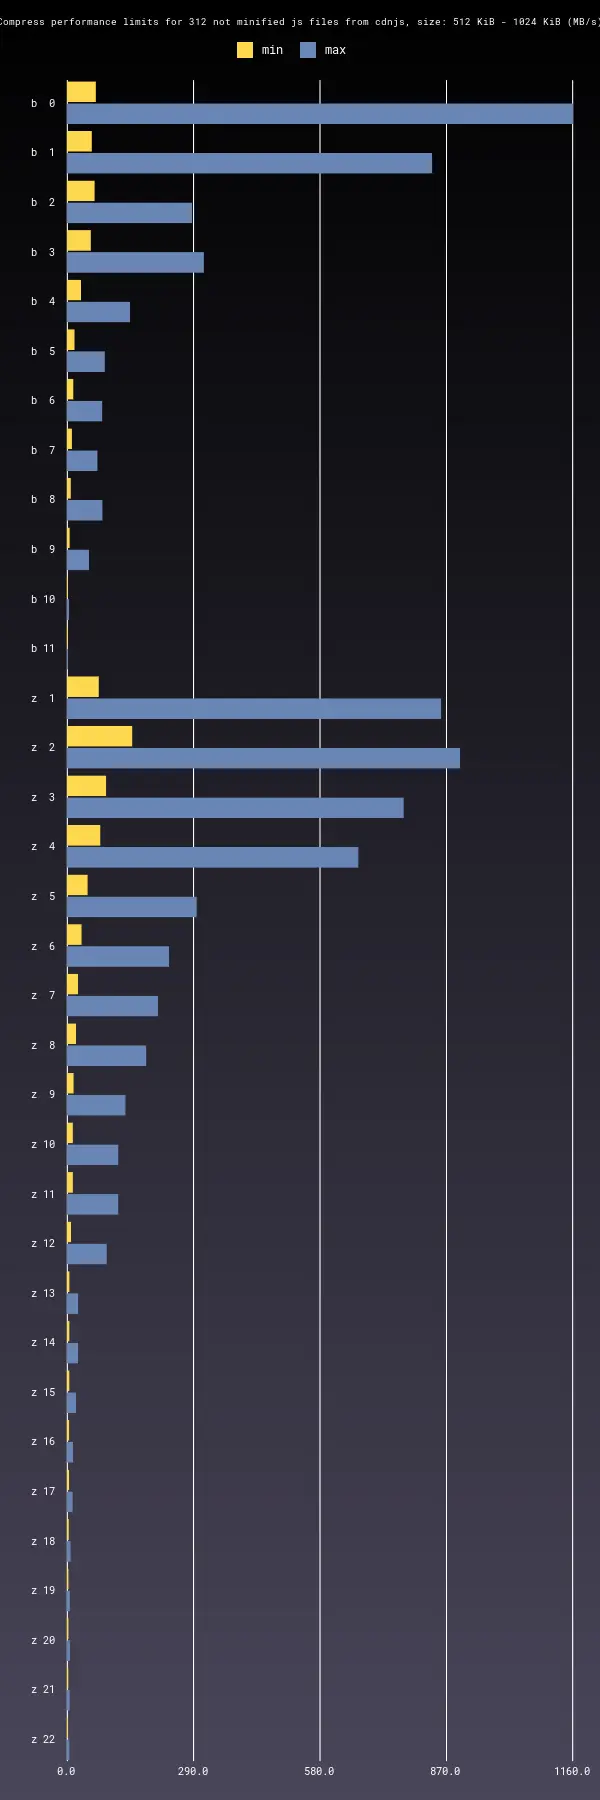 Compress performance limits for 312 not minified js files from cdnjs, size: 512 KiB - 1024 KiB (MB/s)
min max
b 0
b 1
b 2
b 3
b 4
b 5
b 6
b 7
b 8
b 9
b 10
b 11
z 1
z 2
z 3
z 4
z 5
z 6
z 7
z 8
z 9
z 10
z 11
z 12
z 13
z 14
z 15
z 16
z 17
z 18
z 19
z 20
z 21
z 22
0.0 290.0 580.0 870.0 1160.0